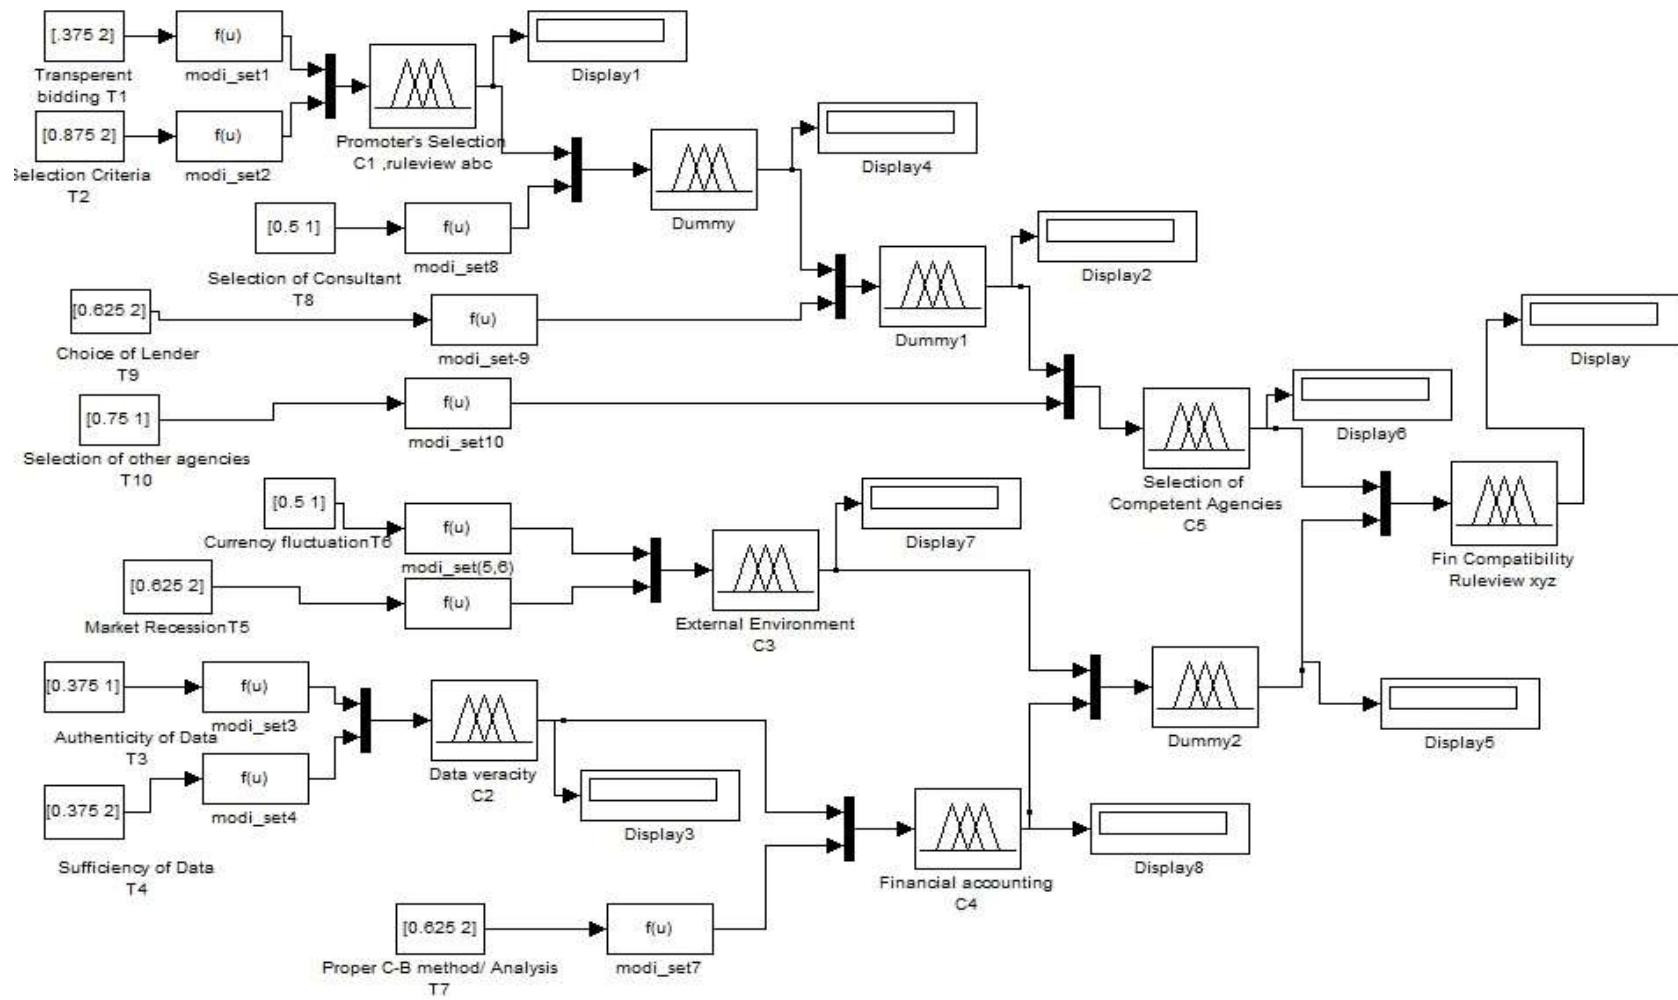 [.375 2]
f(u)
Transperent
bidding T1
modi_set1
Display1
[0.875 2]
f(u)
Selection Criteria
T2
modi_set2
Promoter's Selection
C1 ,ruleview abc
Display4
Dummy
[0.5 1]
f(u)
modi_set8
Selection of Consultant
T8
Display2
Dummy1
[0.625 2]
f(u)
Choice of Lender
T9
modi_set-9
Display
[0.75 1]
f(u)
modi_set10
Selection of other agencies
T10
Display6
Selection of
Competent Agencies
C5
[0.5 1]
f(u)
Currency fluctuationT6
modi_set(5,6)
Display7
Fin Compatibility
Ruleview xyz
[0.625 2]
f(u)
Market RecessionT5
External Environment
C3
[0.375 1]
f(u)
modi_set3
Authenticity of Data
T3
Dummy2
Display5
[0.375 2]
f(u)
modi_set4
Data veracity
C2
Display3
Sufficiency of Data
T4
Display8
Financial accounting
C4
[0.625 2]
f(u)
Proper C-B method/ Analysis
T7
modi_set7